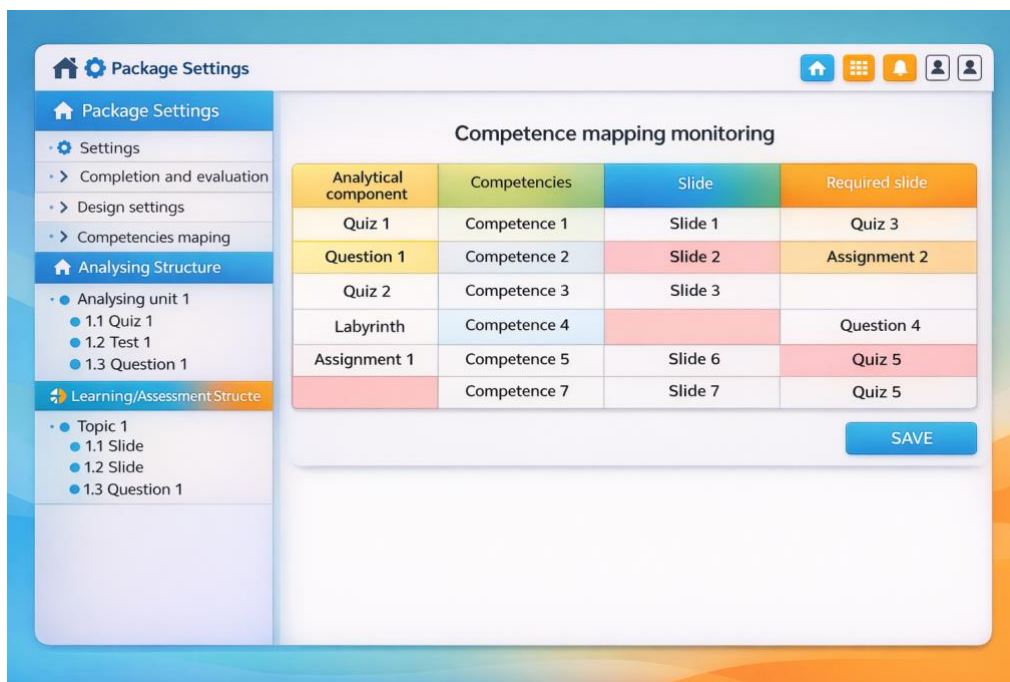 Package Settings
Package Settings
Settings
Completion and evaluation
Design settings
Competencies maping
Analysing Structure
Analysing unit 1
1.1 Quiz 1
1.2 Test 1
1.3 Question 1
Learning/Assessment Structe
Topic 1
1.1 Slide
1.2 Slide
1.3 Question 1
Competence mapping monitoring
Analytical component Competencies Slide Required slide
Quiz 1 Competence 1 Slide 1 Quiz 3
Question 1 Competence 2 Slide 2 Assignment 2
Quiz 2 Competence 3 Slide 3
Labyrinth Competence 4 Question 4
Assignment 1 Competence 5 Slide 6 Quiz 5
Competence 7 Slide 7 Quiz 5
SAVE